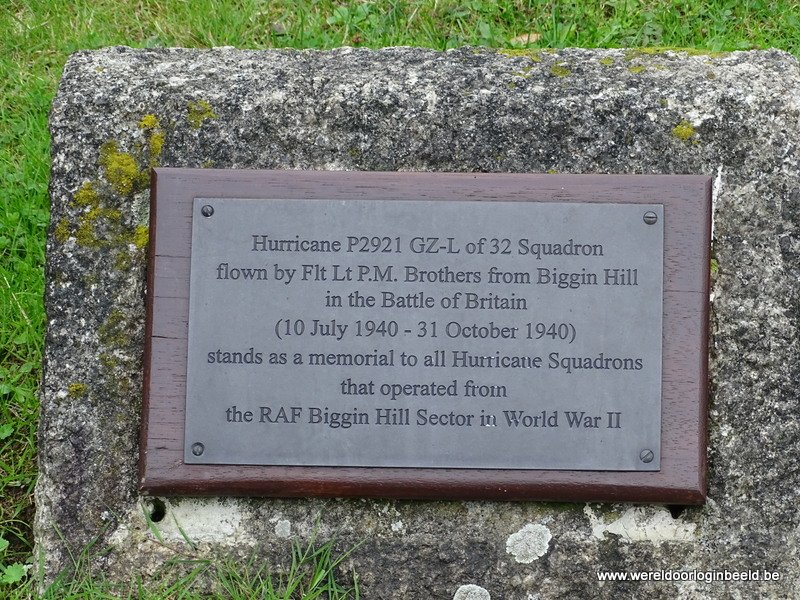 Hurricane P2921 GZ-L of 32 Squadron
flown by Flt Lt P.M. Brothers from Biggin Hill
in the Battle of Britain
(10 July 1940 - 31 October 1940)
stands as a memorial to all Hurricane Squadrons
that operated from
the RAF Biggin Hill Sector in World War II
www.wereldoorloginbeeld.be